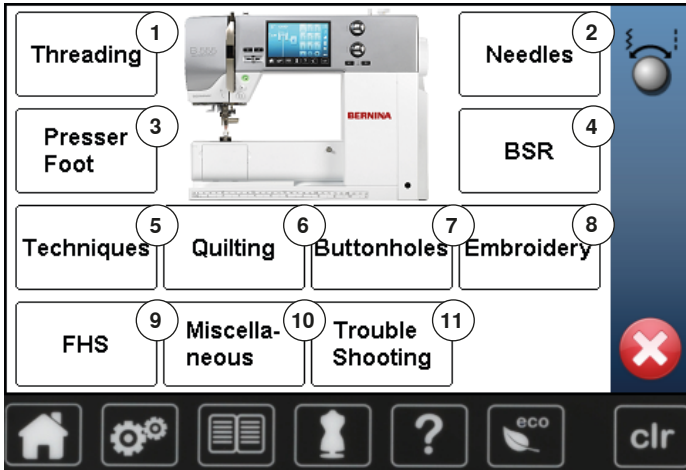 Threading
1
Needles
2
Presser
Foot
3
BERNINA
BSR
4
Techniques
5
Quilting
6
Buttonholes
7
Embroidery
8
FHS
9
Miscella-
neous
10
Trouble
Shooting
11
?
eco
clr